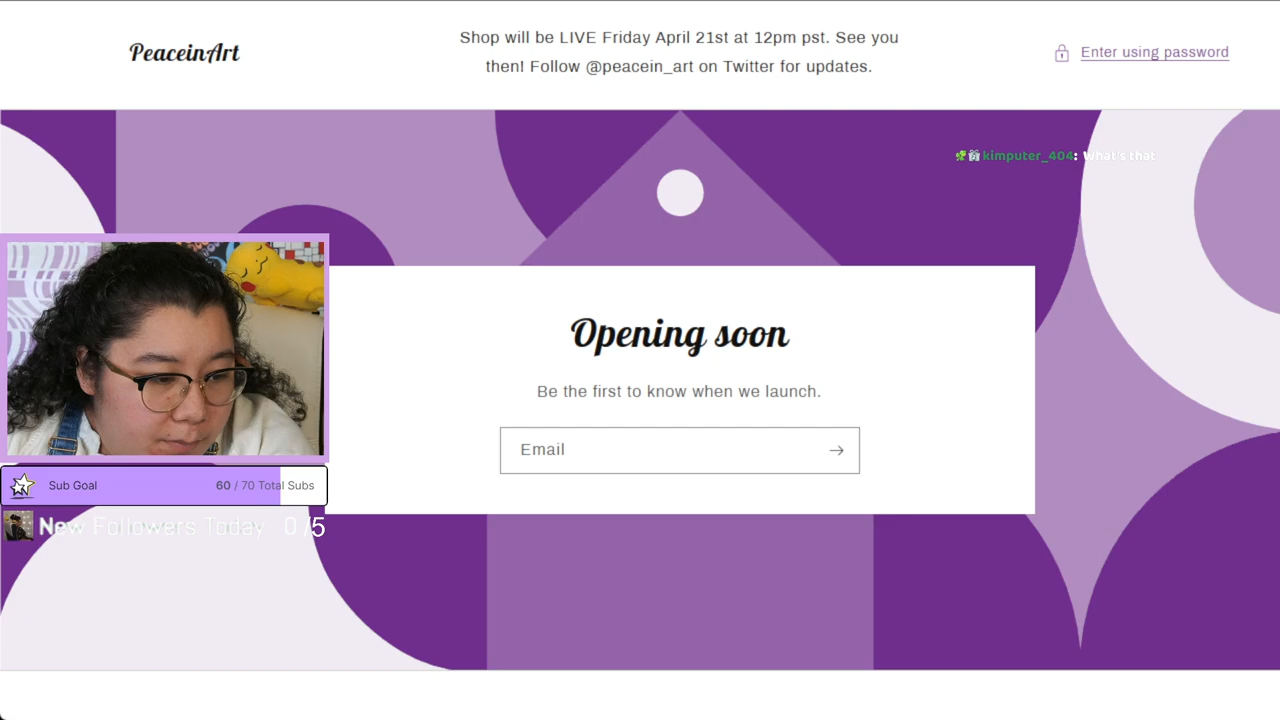 PeaceinArt
Shop will be LIVE Friday April 21st at 12pm pst. See you
then! Follow @peacein_art on Twitter for updates.
Enter using password
kimputer_404: What's that
Opening soon
Be the first to know when we launch.
Email
Sub Goal 60 / 70 Total Subs
New Followers Today 0 /5